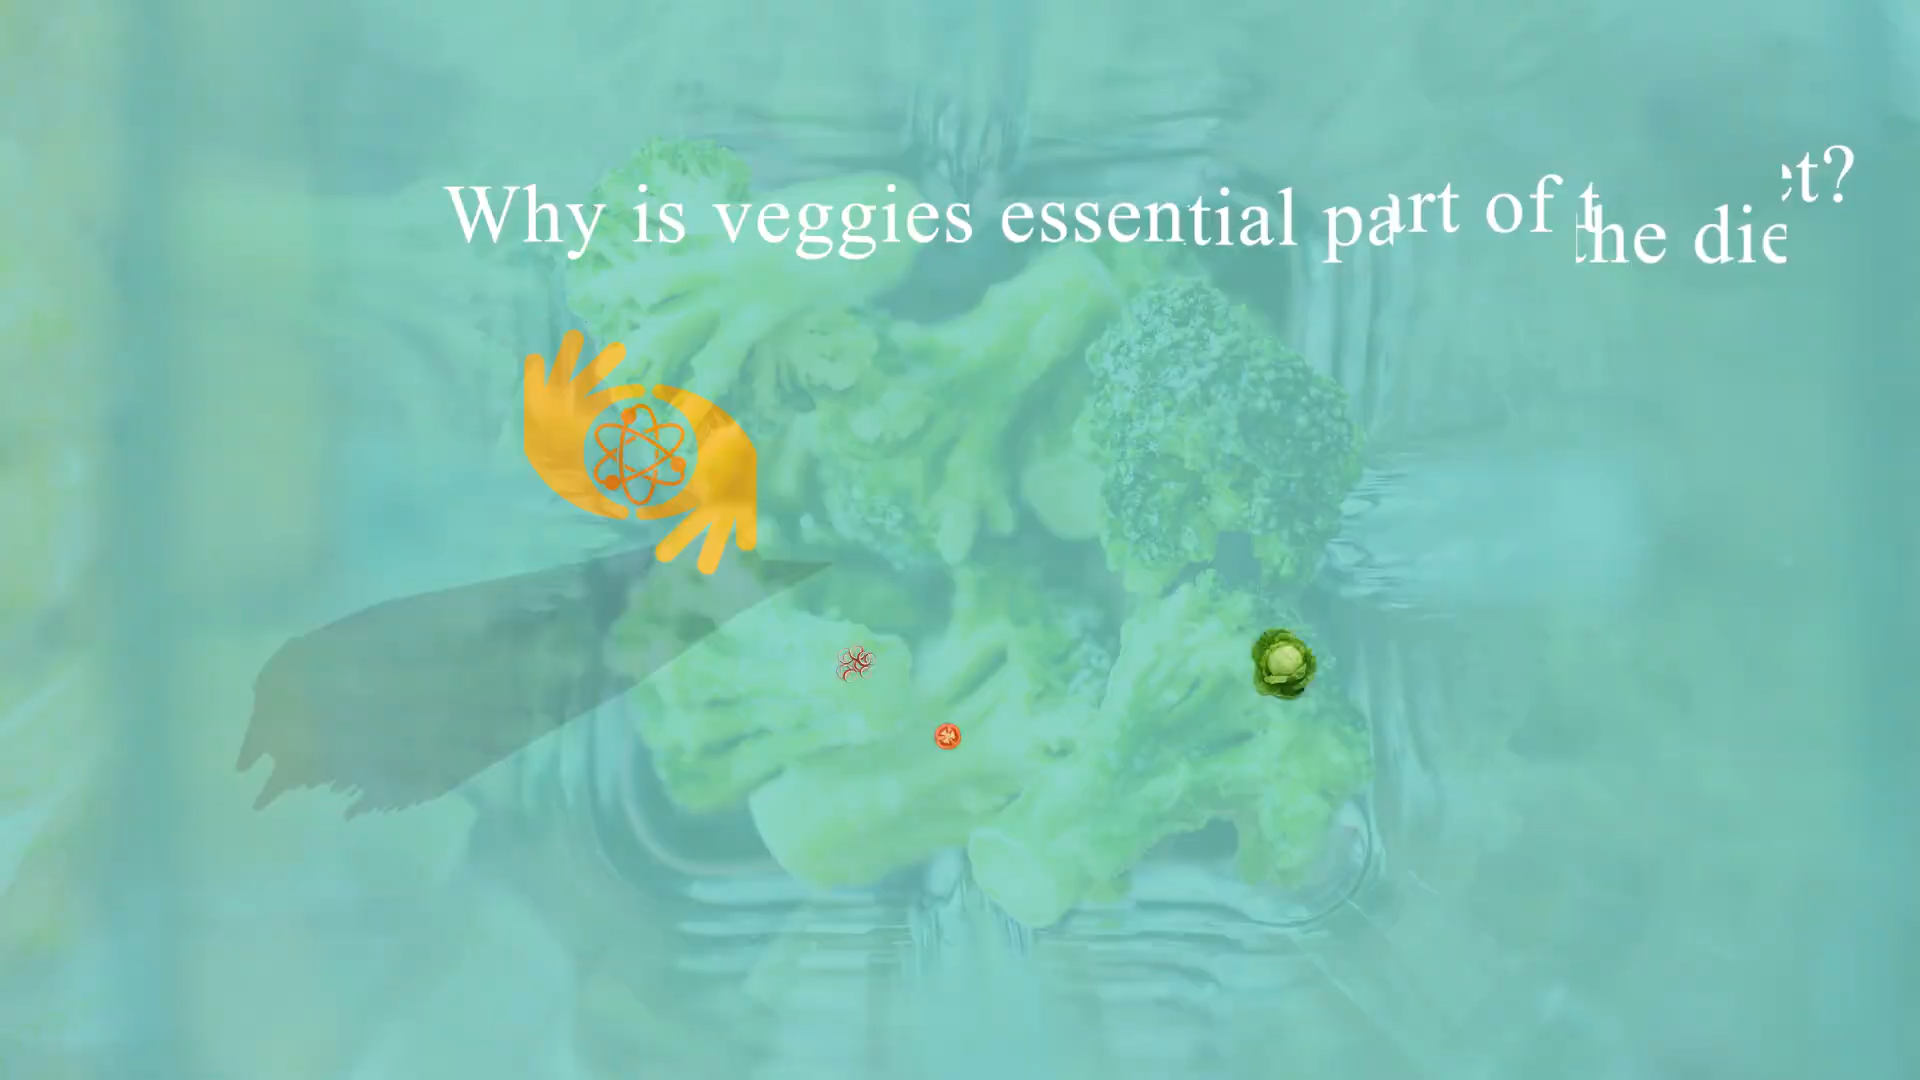 Why is veggies essential part of the diet?